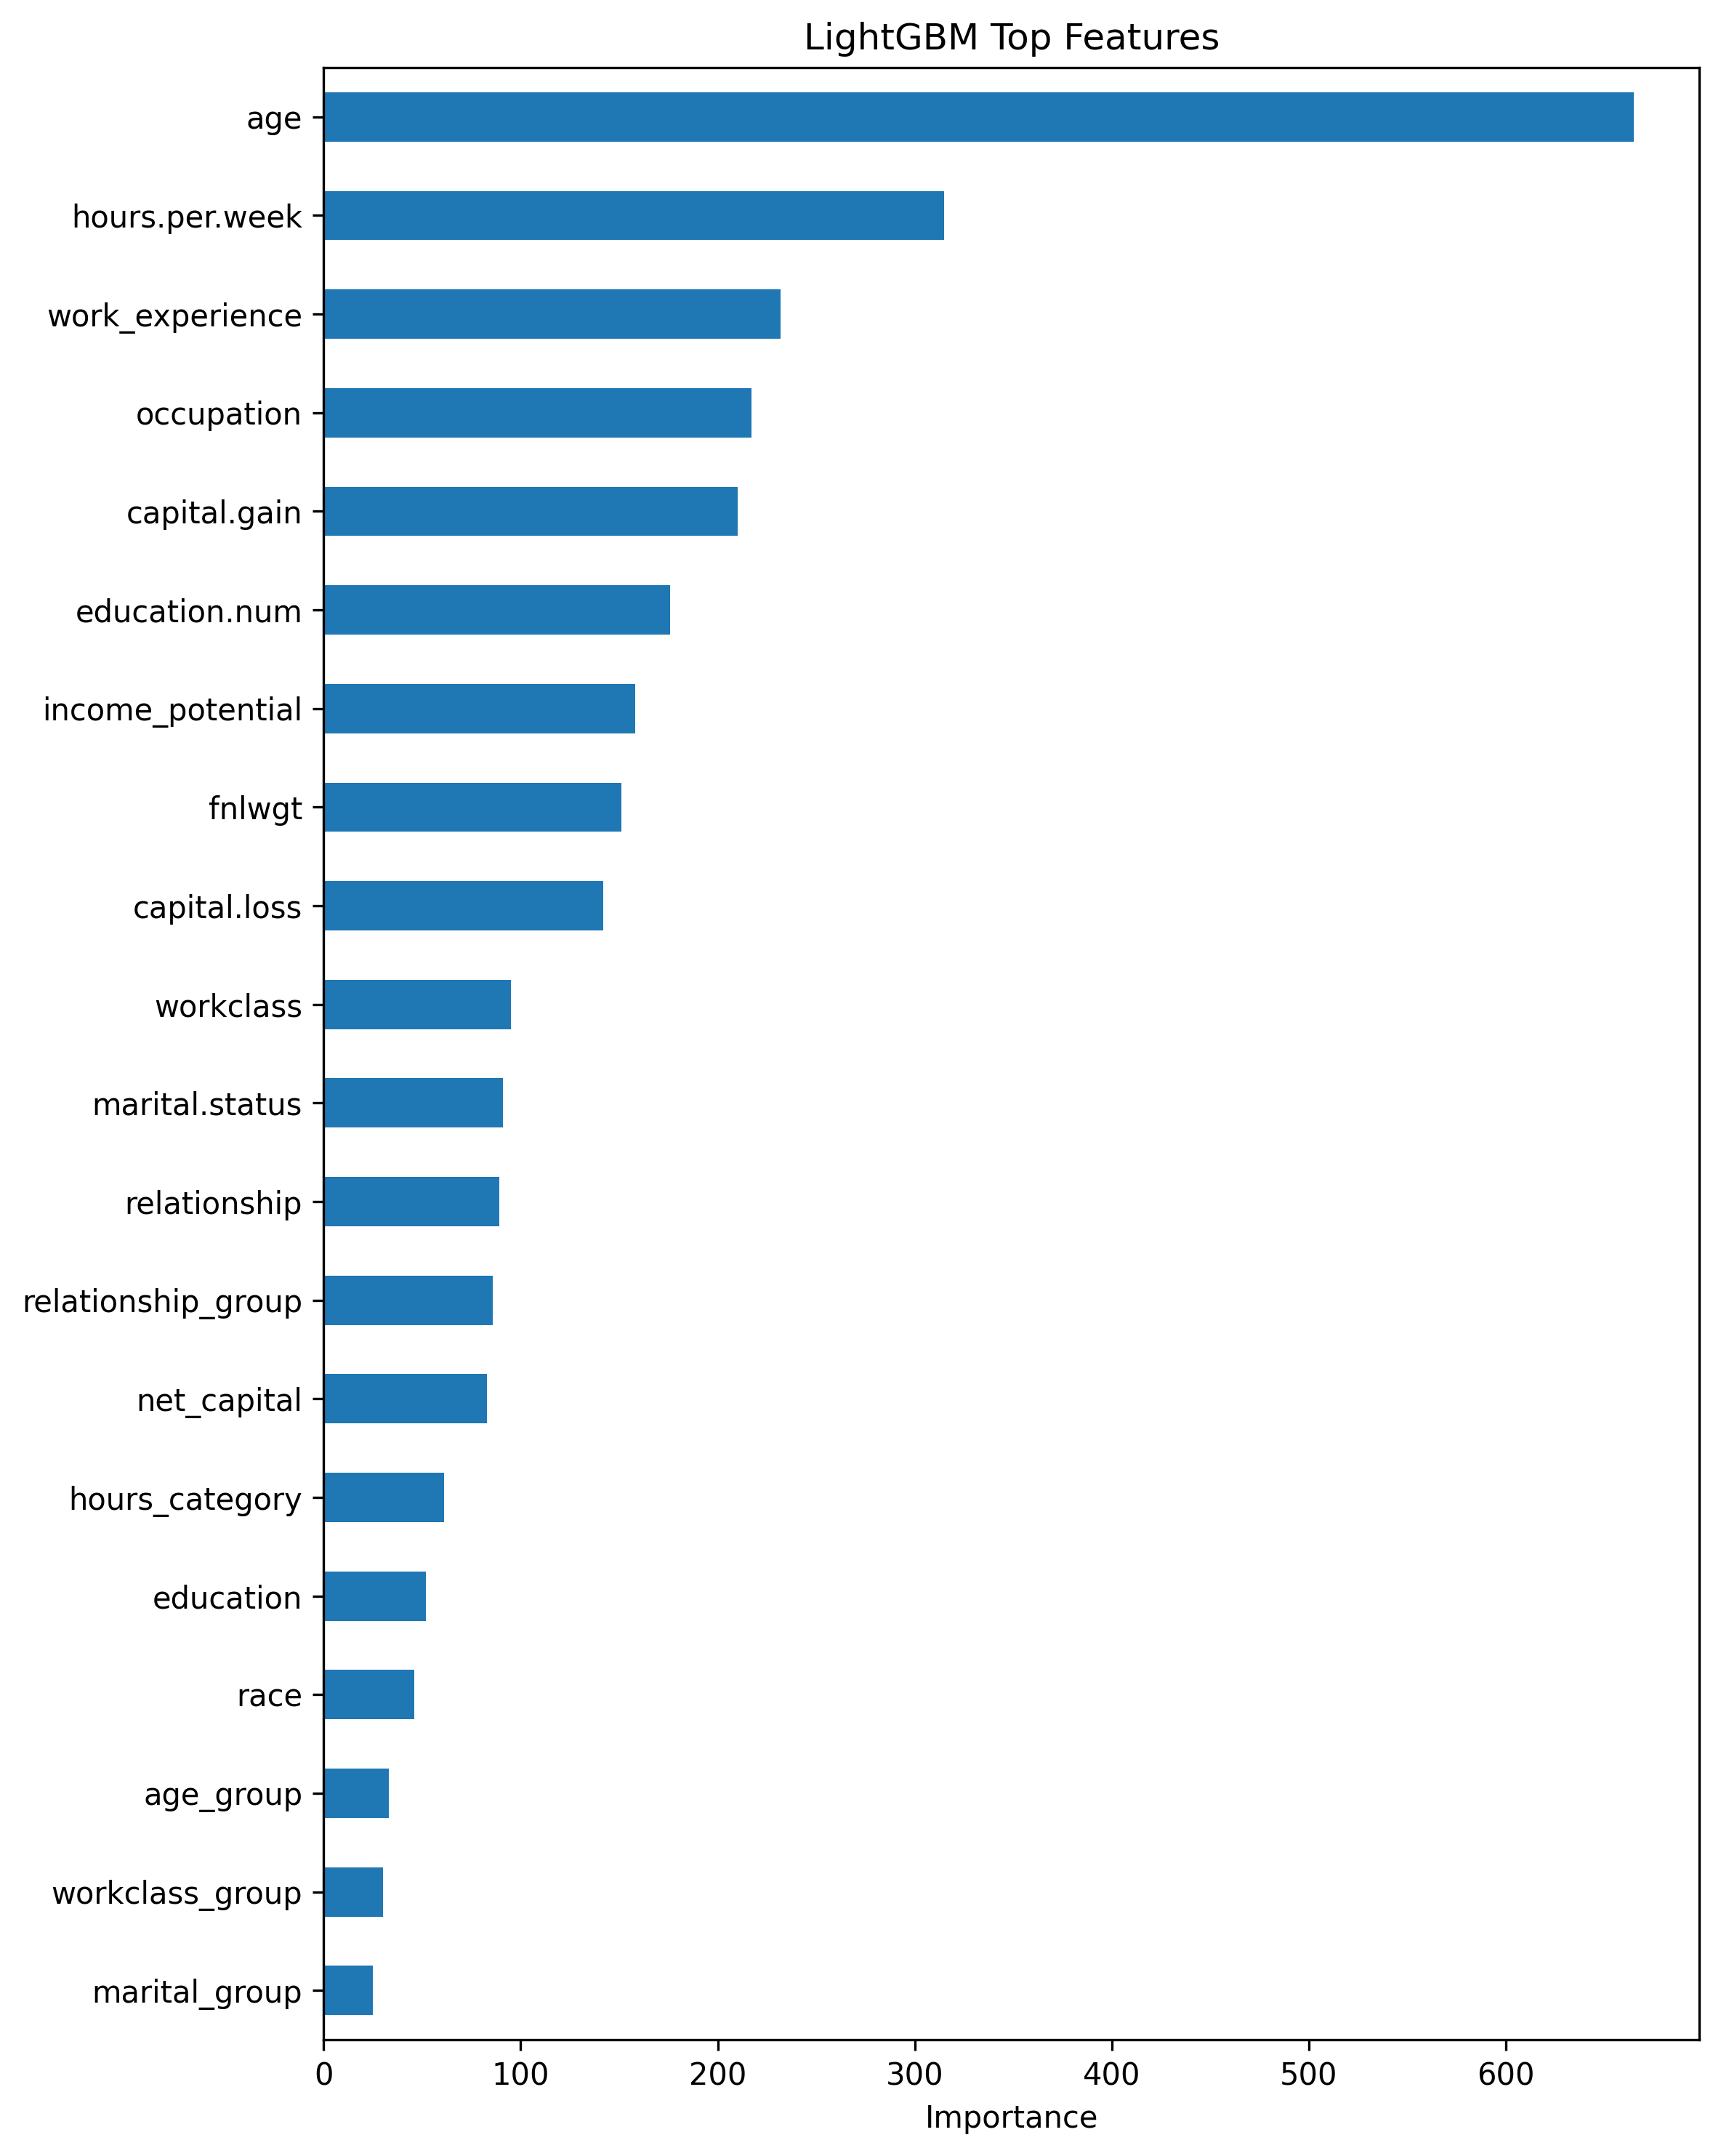 LightGBM Top Features
age
hours.per.week
work_experience
occupation
capital.gain
education.num
income_potential
fnlwgt
capital.loss
workclass
marital.status
relationship
relationship_group
net_capital
hours_category
education
race
age_group
workclass_group
marital_group
0 100 200 300 400 500 600
Importance